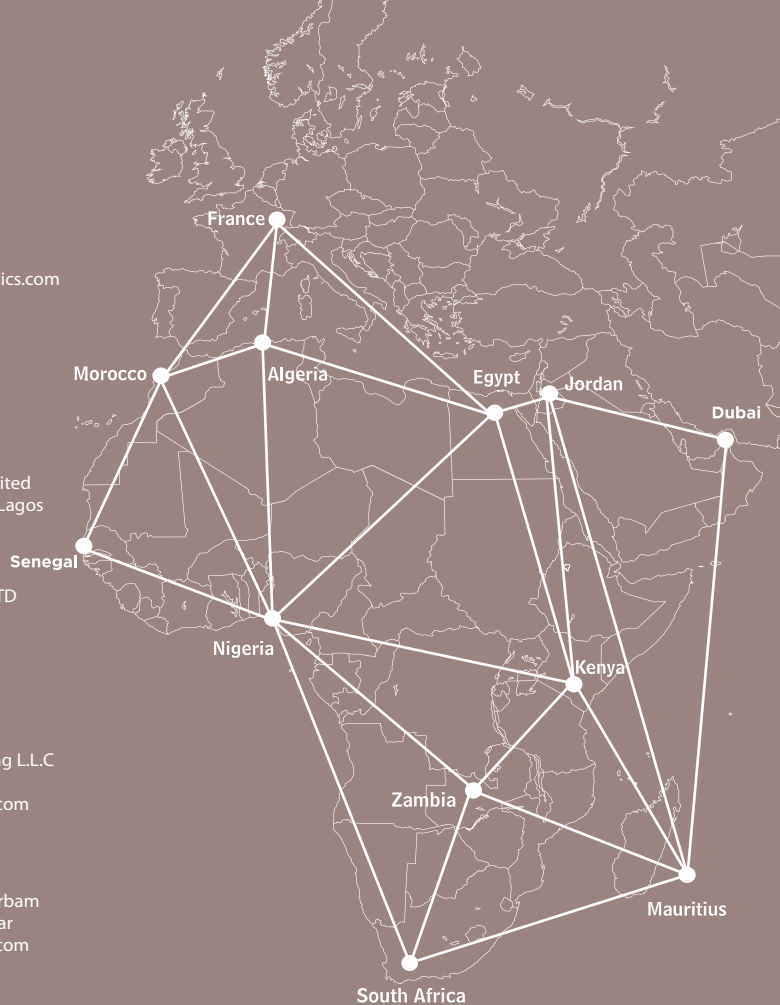 ics.com
ited
Lagos
TD
g L.L.C
com
rbam
ar
com
France
Morocco
Algeria
Egypt
Jordan
Dubai
Senegal
Nigeria
Kenya
Zambia
Mauritius
South Africa